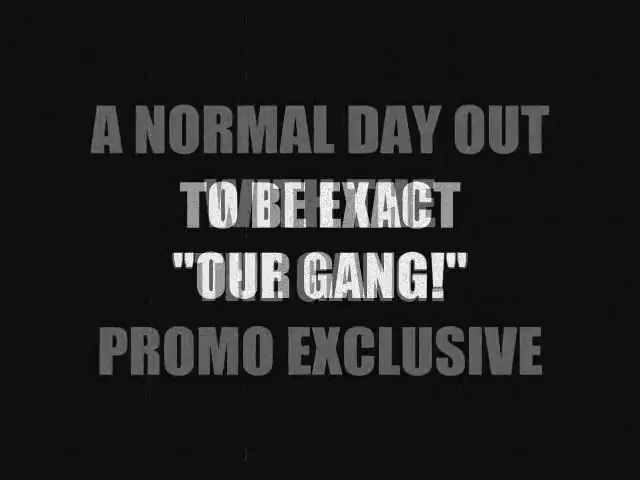 A NORMAL DAY OUT
TO BE EXACT
"OUR GANG!"
PROMO EXCLUSIVE